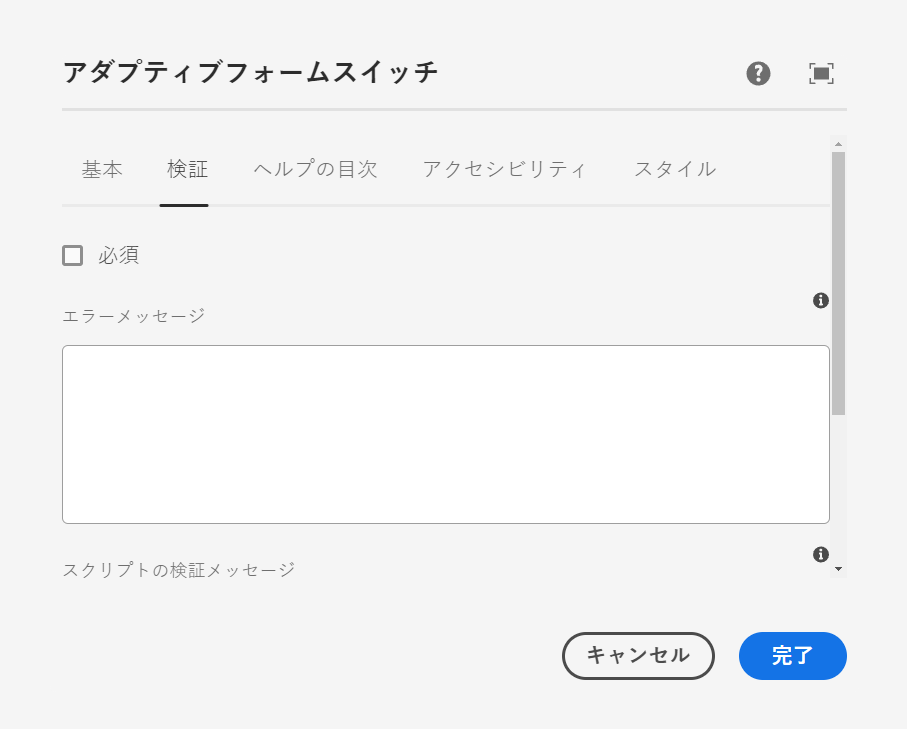 アダプティブフォームスイッチ
基本 検証 ヘルプの目次 アクセシビリティ スタイル
必須
エラーメッセージ
スクリプトの検証メッセージ
キャンセル 完了